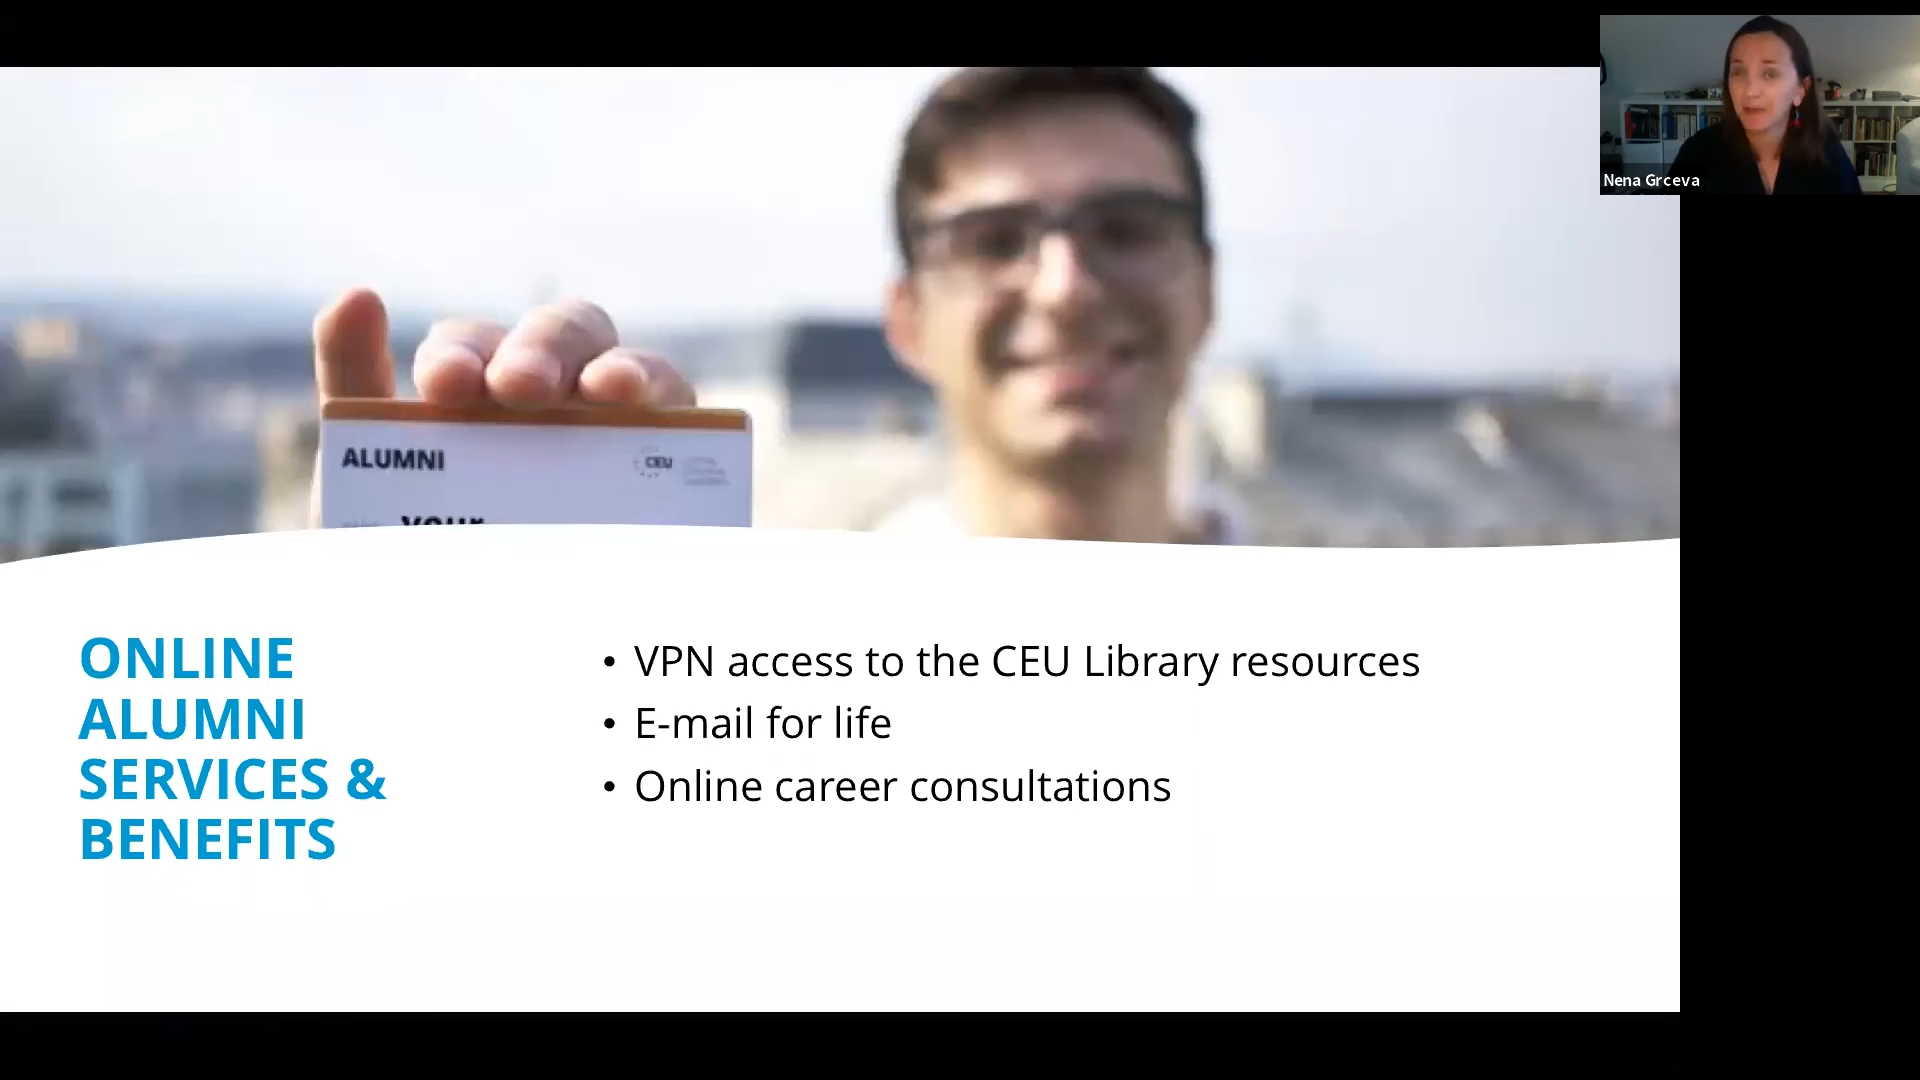 Nena Grceva
ALUMNI
CEU
your
ONLINE
ALUMNI
SERVICES &
BENEFITS
• VPN access to the CEU Library resources
• E-mail for life
• Online career consultations